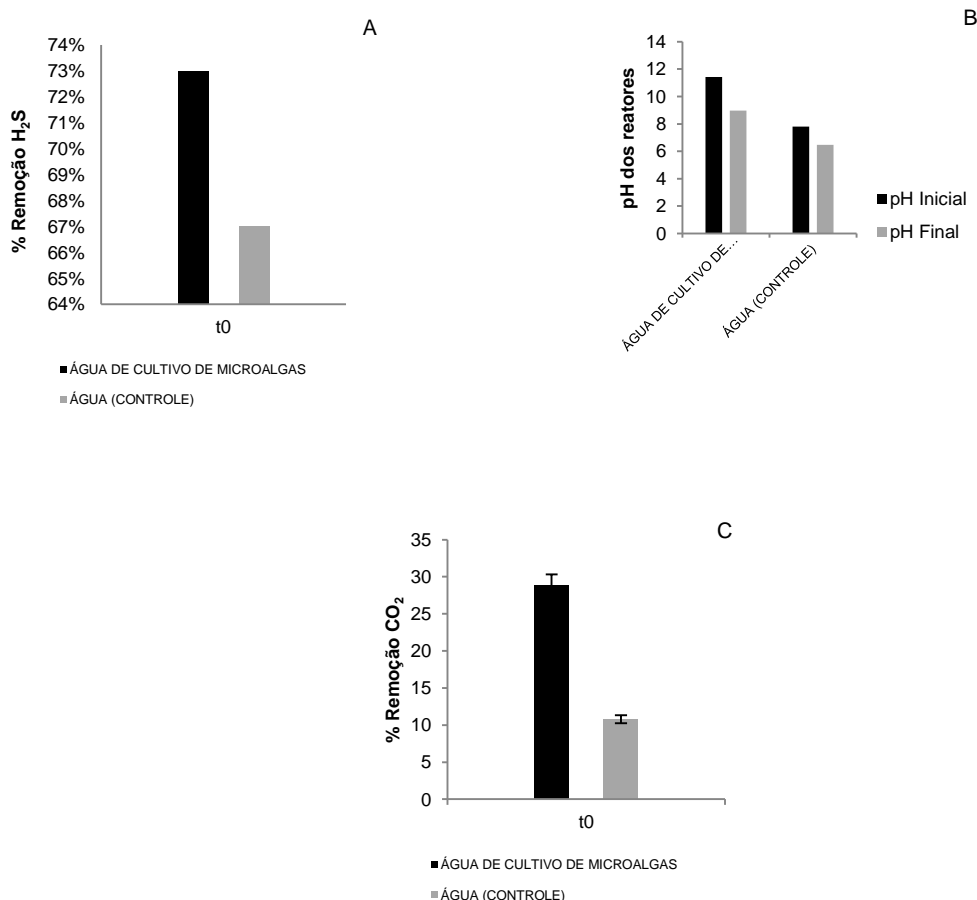 A
74%
73%
72%
71%
70%
69%
68%
67%
66%
65%
64%
% Remoção H₂S
t0
ÁGUA DE CULTIVO DE MICROALGAS
ÁGUA (CONTROLE)
B
14
12
10
8
6
4
2
0
pH dos reatores
ÁGUA DE CULTIVO DE...
ÁGUA (CONTROLE)
pH Inicial
pH Final
C
35
30
25
20
15
10
5
0
% Remoção CO₂
t0
ÁGUA DE CULTIVO DE MICROALGAS
ÁGUA (CONTROLE)